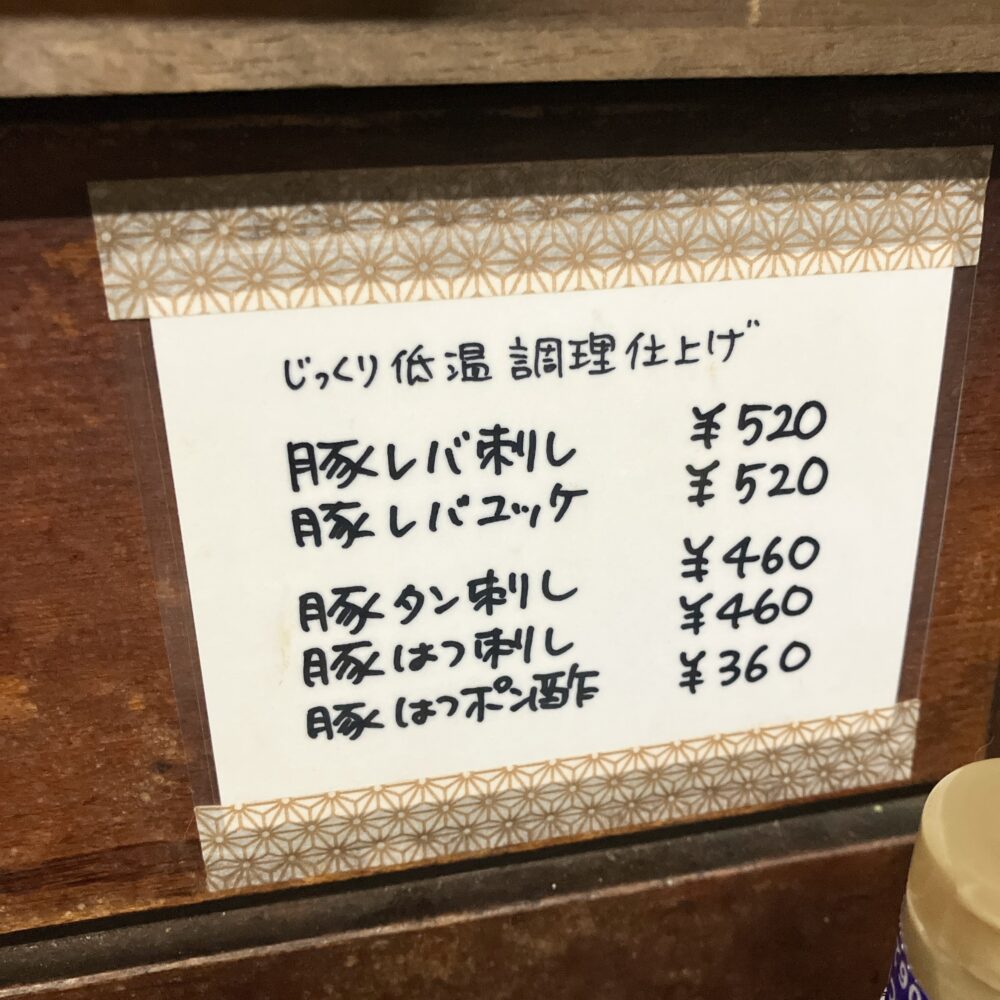 じっくり低温調理仕上げ
豚レバ刺し ¥520
豚レバユッケ ¥520
豚タン刺し ¥460
豚はつ刺し ¥460
豚はつポン酢 ¥360